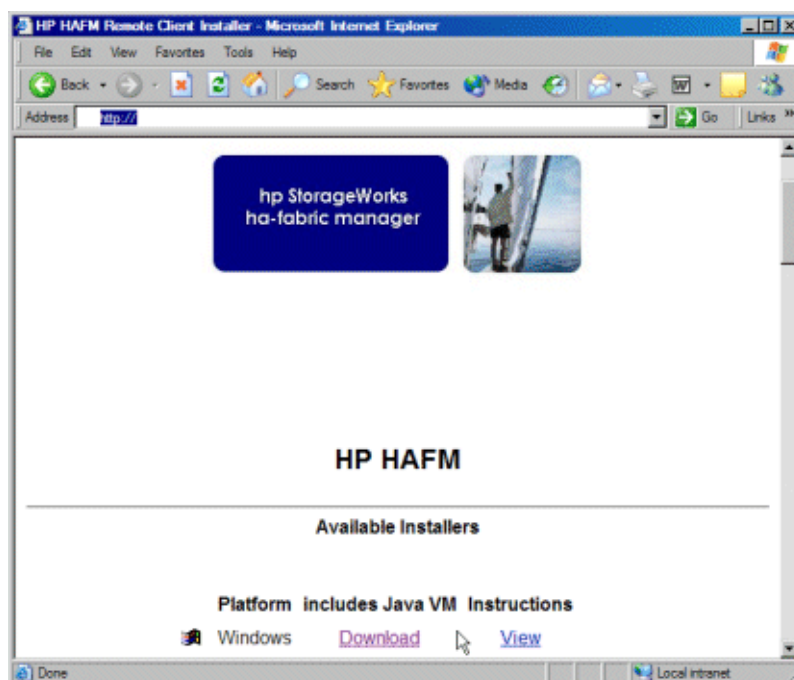 HP HAFM Remote Client Installer - Microsoft Internet Explorer
File Edit View Favorites Tools Help
Back Search Favorites Media
Address http:// Go Links »
hp StorageWorks
ha-fabric manager
HP HAFM
Available Installers
Platform includes Java VM Instructions
Windows Download View
Done Local intranet